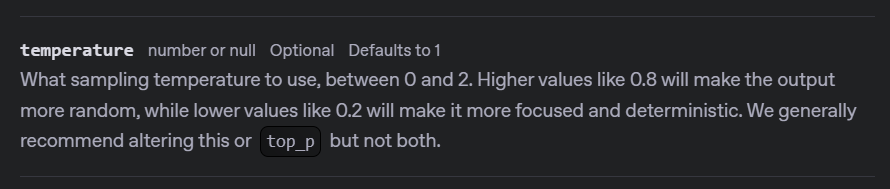 temperature number or null Optional Defaults to 1
What sampling temperature to use, between 0 and 2. Higher values like 0.8 will make the output
more random, while lower values like 0.2 will make it more focused and deterministic. We generally
recommend altering this or top_p but not both.